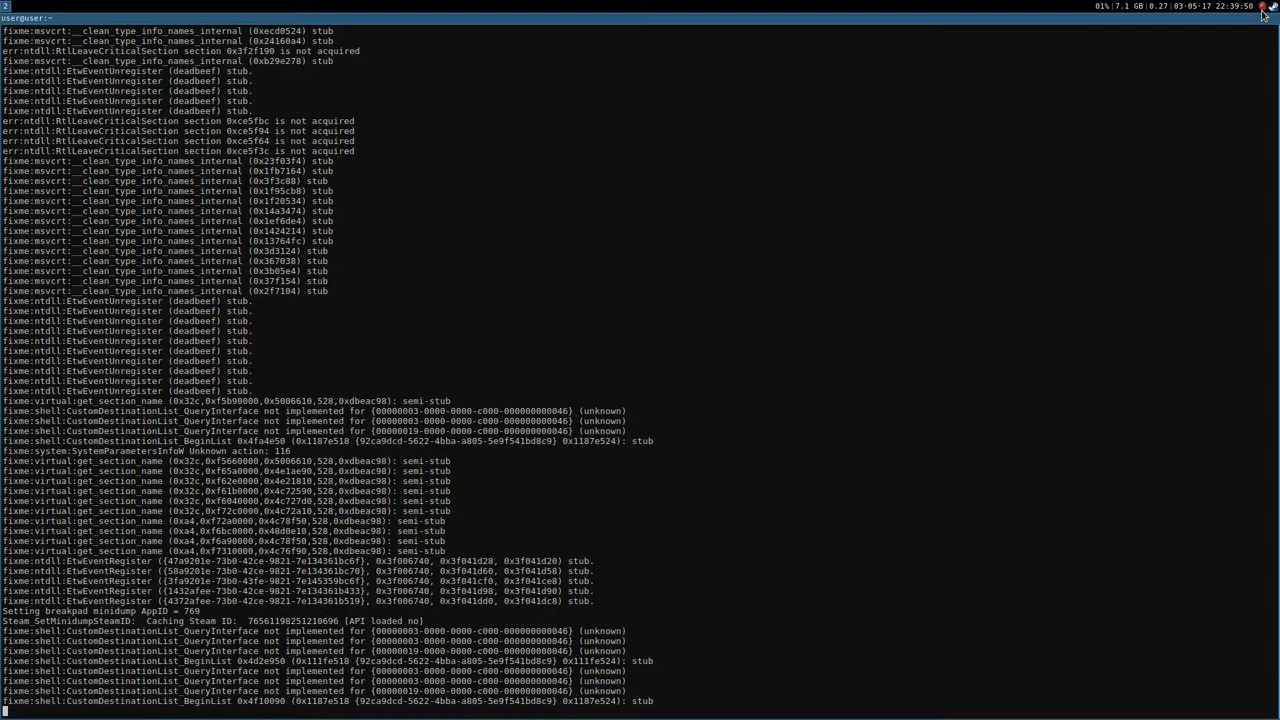 2
01%|7.1 GB|0.27|03-05-17 22:39:50
user@user:~
fixme:msvcrt:__clean_type_info_names_internal (0xecd0524) stub
fixme:msvcrt:__clean_type_info_names_internal (0x24160a4) stub
err:ntdll:RtlLeaveCriticalSection section 0x3f2f190 is not acquired
fixme:msvcrt:__clean_type_info_names_internal (0xb29e278) stub
fixme:ntdll:EtwEventUnregister (deadbeef) stub.
fixme:ntdll:EtwEventUnregister (deadbeef) stub.
fixme:ntdll:EtwEventUnregister (deadbeef) stub.
fixme:ntdll:EtwEventUnregister (deadbeef) stub.
fixme:ntdll:EtwEventUnregister (deadbeef) stub.
err:ntdll:RtlLeaveCriticalSection section 0xce5fbc is not acquired
err:ntdll:RtlLeaveCriticalSection section 0xce5f94 is not acquired
err:ntdll:RtlLeaveCriticalSection section 0xce5f64 is not acquired
err:ntdll:RtlLeaveCriticalSection section 0xce5f3c is not acquired
fixme:msvcrt:__clean_type_info_names_internal (0x23f03f4) stub
fixme:msvcrt:__clean_type_info_names_internal (0x1fb7164) stub
fixme:msvcrt:__clean_type_info_names_internal (0x3f3c88) stub
fixme:msvcrt:__clean_type_info_names_internal (0x1f95cb8) stub
fixme:msvcrt:__clean_type_info_names_internal (0x1f20534) stub
fixme:msvcrt:__clean_type_info_names_internal (0x14a3474) stub
fixme:msvcrt:__clean_type_info_names_internal (0x1ef6de4) stub
fixme:msvcrt:__clean_type_info_names_internal (0x1424214) stub
fixme:msvcrt:__clean_type_info_names_internal (0x13764fc) stub
fixme:msvcrt:__clean_type_info_names_internal (0x3d3124) stub
fixme:msvcrt:__clean_type_info_names_internal (0x367038) stub
fixme:msvcrt:__clean_type_info_names_internal (0x3b05e4) stub
fixme:msvcrt:__clean_type_info_names_internal (0x37f154) stub
fixme:msvcrt:__clean_type_info_names_internal (0x2f7104) stub
fixme:ntdll:EtwEventUnregister (deadbeef) stub.
fixme:ntdll:EtwEventUnregister (deadbeef) stub.
fixme:ntdll:EtwEventUnregister (deadbeef) stub.
fixme:ntdll:EtwEventUnregister (deadbeef) stub.
fixme:ntdll:EtwEventUnregister (deadbeef) stub.
fixme:ntdll:EtwEventUnregister (deadbeef) stub.
fixme:ntdll:EtwEventUnregister (deadbeef) stub.
fixme:ntdll:EtwEventUnregister (deadbeef) stub.
fixme:ntdll:EtwEventUnregister (deadbeef) stub.
fixme:ntdll:EtwEventUnregister (deadbeef) stub.
fixme:virtual:get_section_name (0x32c,0xf5b90000,0x5006610,528,0xdbeac98): semi-stub
fixme:shell:CustomDestinationList_QueryInterface not implemented for {00000003-0000-0000-c000-000000000046} (unknown)
fixme:shell:CustomDestinationList_QueryInterface not implemented for {00000003-0000-0000-c000-000000000046} (unknown)
fixme:shell:CustomDestinationList_QueryInterface not implemented for {00000019-0000-0000-c000-000000000046} (unknown)
fixme:shell:CustomDestinationList_BeginList 0x4fa4e50 (0x1187e518 {92ca9dcd-5622-4bba-a805-5e9f541bd8c9} 0x1187e524): stub
fixme:system:SystemParametersInfoW Unknown action: 116
fixme:virtual:get_section_name (0x32c,0xf5660000,0x5006610,528,0xdbeac98): semi-stub
fixme:virtual:get_section_name (0x32c,0xf65a0000,0x4e1ae90,528,0xdbeac98): semi-stub
fixme:virtual:get_section_name (0x32c,0xf62e0000,0x4e21810,528,0xdbeac98): semi-stub
fixme:virtual:get_section_name (0x32c,0xf61b0000,0x4c72590,528,0xdbeac98): semi-stub
fixme:virtual:get_section_name (0x32c,0xf6040000,0x4c727d0,528,0xdbeac98): semi-stub
fixme:virtual:get_section_name (0x32c,0xf72c0000,0x4c72a10,528,0xdbeac98): semi-stub
fixme:virtual:get_section_name (0xa4,0xf72a0000,0x4c78f50,528,0xdbeac98): semi-stub
fixme:virtual:get_section_name (0xa4,0xf6bc0000,0x48d0e10,528,0xdbeac98): semi-stub
fixme:virtual:get_section_name (0xa4,0xf6a90000,0x4c78f50,528,0xdbeac98): semi-stub
fixme:virtual:get_section_name (0xa4,0xf7310000,0x4c76f90,528,0xdbeac98): semi-stub
fixme:ntdll:EtwEventRegister ({47a9201e-73b0-42ce-9821-7e134361bc6f}, 0x3f006740, 0x3f041d28, 0x3f041d20) stub.
fixme:ntdll:EtwEventRegister ({58a9201e-73b0-42ce-9821-7e134361bc70}, 0x3f006740, 0x3f041d60, 0x3f041d58) stub.
fixme:ntdll:EtwEventRegister ({3fa9201e-73b0-43fe-9821-7e145359bc6f}, 0x3f006740, 0x3f041cf0, 0x3f041ce8) stub.
fixme:ntdll:EtwEventRegister ({1432afee-73b0-42ce-9821-7e134361b433}, 0x3f006740, 0x3f041d98, 0x3f041d90) stub.
fixme:ntdll:EtwEventRegister ({4372afee-73b0-42ce-9821-7e134361b519}, 0x3f006740, 0x3f041dd0, 0x3f041dc8) stub.
Setting breakpad minidump AppID = 769
Steam_SetMinidumpSteamID:  Caching Steam ID:  76561198251210696 [API loaded no]
fixme:shell:CustomDestinationList_QueryInterface not implemented for {00000003-0000-0000-c000-000000000046} (unknown)
fixme:shell:CustomDestinationList_QueryInterface not implemented for {00000003-0000-0000-c000-000000000046} (unknown)
fixme:shell:CustomDestinationList_QueryInterface not implemented for {00000019-0000-0000-c000-000000000046} (unknown)
fixme:shell:CustomDestinationList_BeginList 0x4d2e950 (0x111fe518 {92ca9dcd-5622-4bba-a805-5e9f541bd8c9} 0x111fe524): stub
fixme:shell:CustomDestinationList_QueryInterface not implemented for {00000003-0000-0000-c000-000000000046} (unknown)
fixme:shell:CustomDestinationList_QueryInterface not implemented for {00000003-0000-0000-c000-000000000046} (unknown)
fixme:shell:CustomDestinationList_QueryInterface not implemented for {00000019-0000-0000-c000-000000000046} (unknown)
fixme:shell:CustomDestinationList_BeginList 0x4f10090 (0x1187e518 {92ca9dcd-5622-4bba-a805-5e9f541bd8c9} 0x1187e524): stub